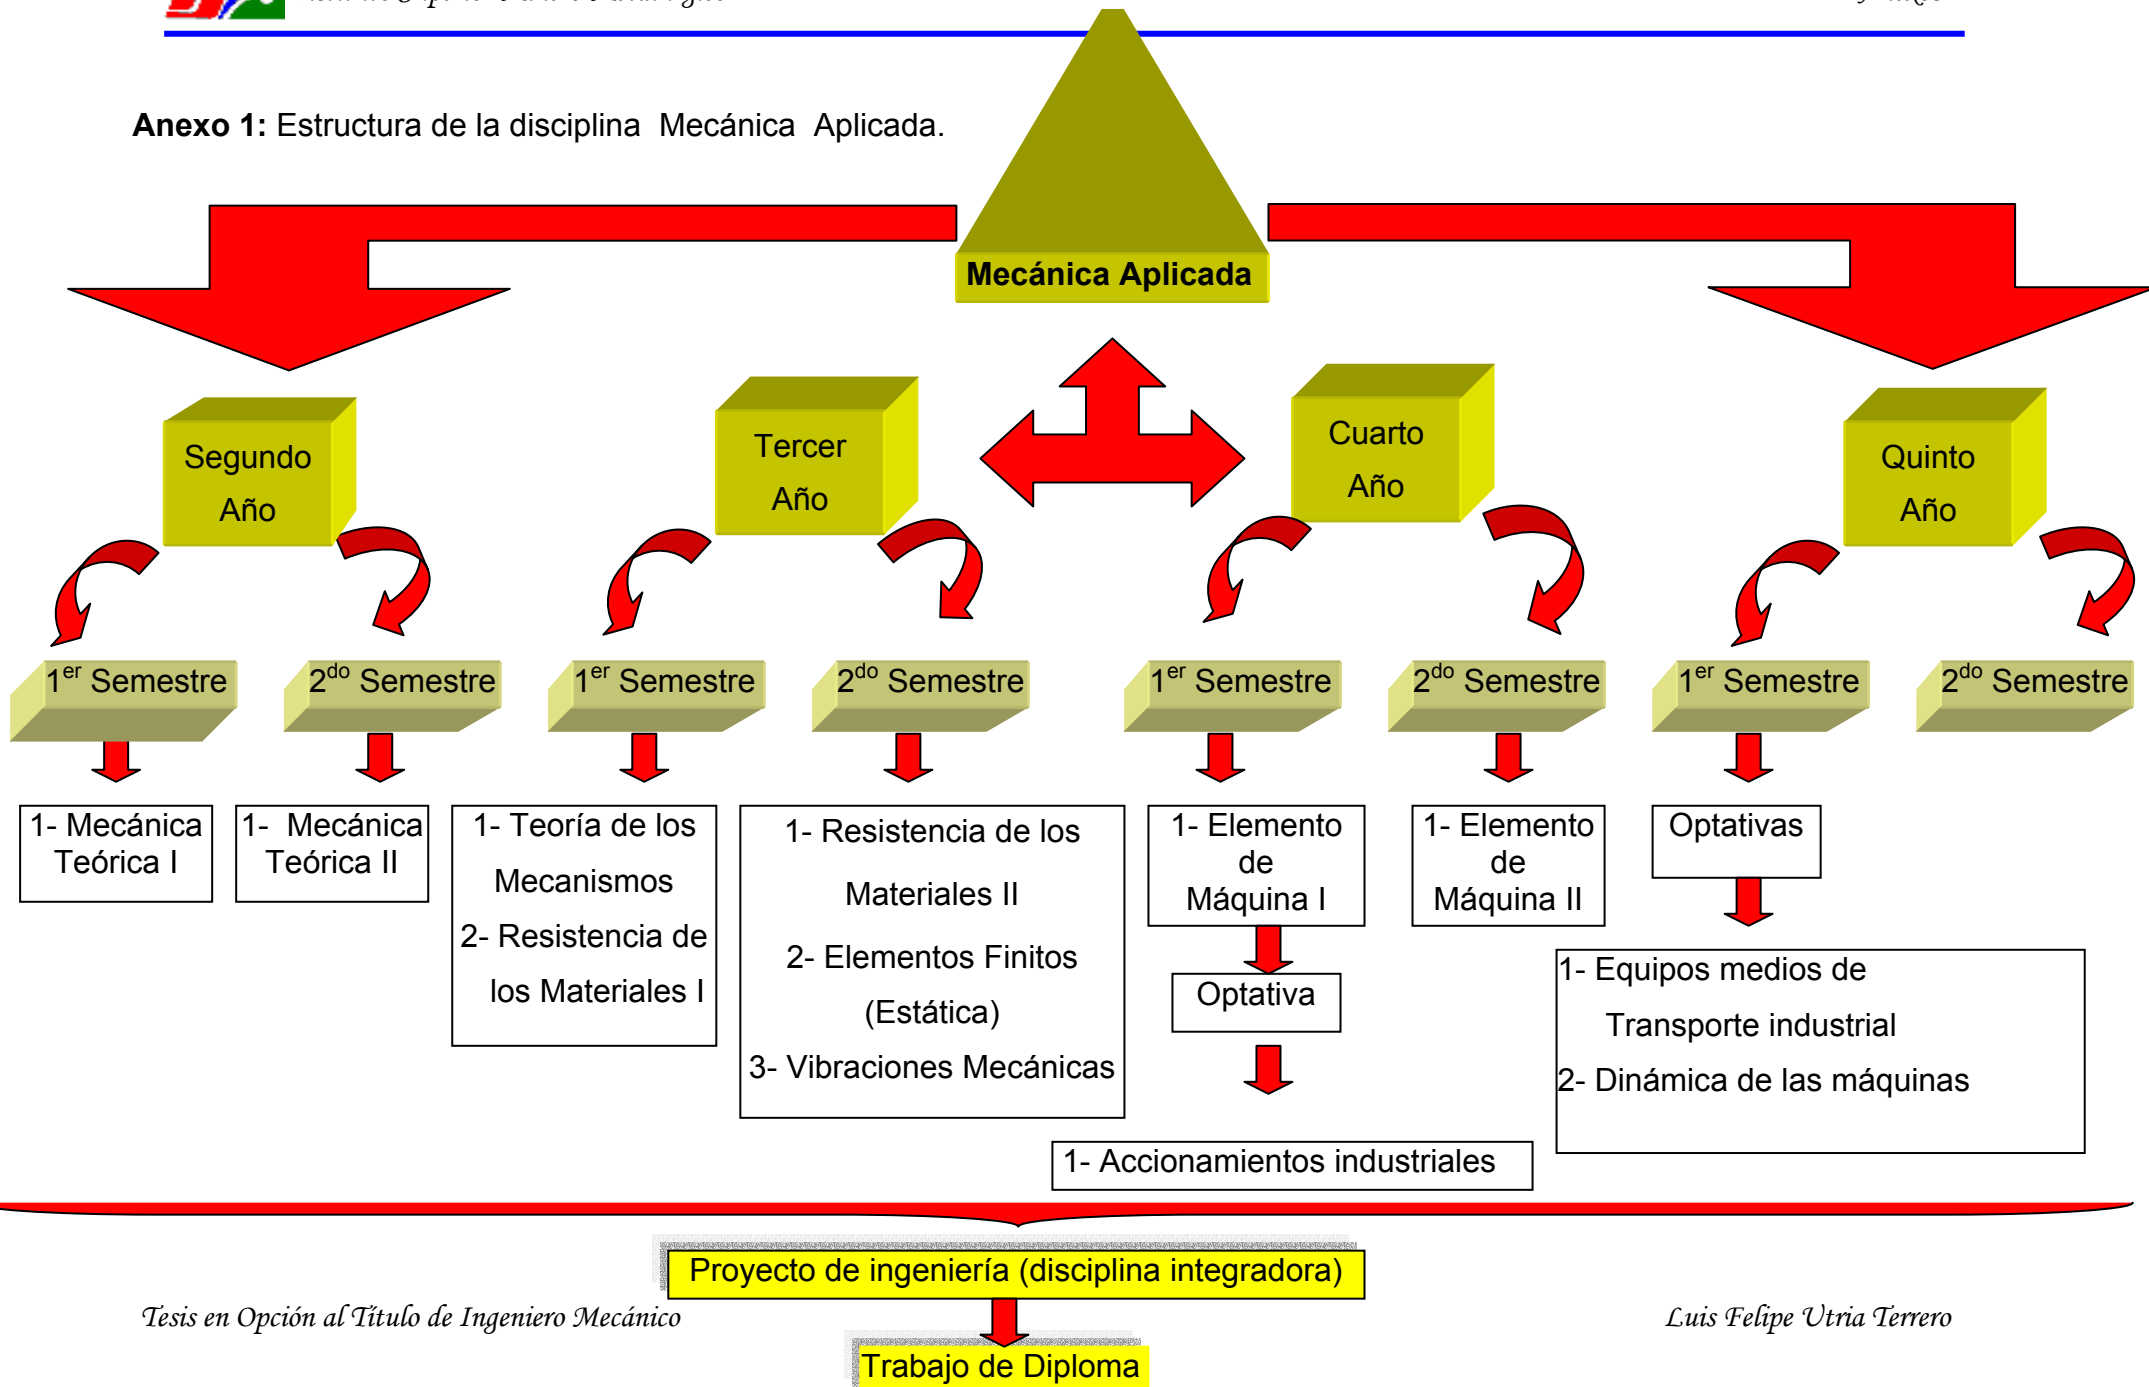 Anexo 1: Estructura de la disciplina Mecánica Aplicada.
Mecánica Aplicada
Segundo
Año
Tercer
Año
Cuarto
Año
Quinto
Año
1er Semestre
2do Semestre
1er Semestre
2do Semestre
1er Semestre
2do Semestre
1er Semestre
2do Semestre
1- Mecánica
Teórica I
1- Mecánica
Teórica II
1- Teoría de los
Mecanismos
2- Resistencia de
los Materiales I
1- Resistencia de los
Materiales II
2- Elementos Finitos
(Estática)
3- Vibraciones Mecánicas
1- Elemento
de
Máquina I
Optativa
1- Accionamientos industriales
1- Elemento
de
Máquina II
Optativas
1- Equipos medios de
Transporte industrial
2- Dinámica de las máquinas
Proyecto de ingeniería (disciplina integradora)
Trabajo de Diploma
Tesis en Opción al Título de Ingeniero Mecánico
Luis Felipe Utria Terrero